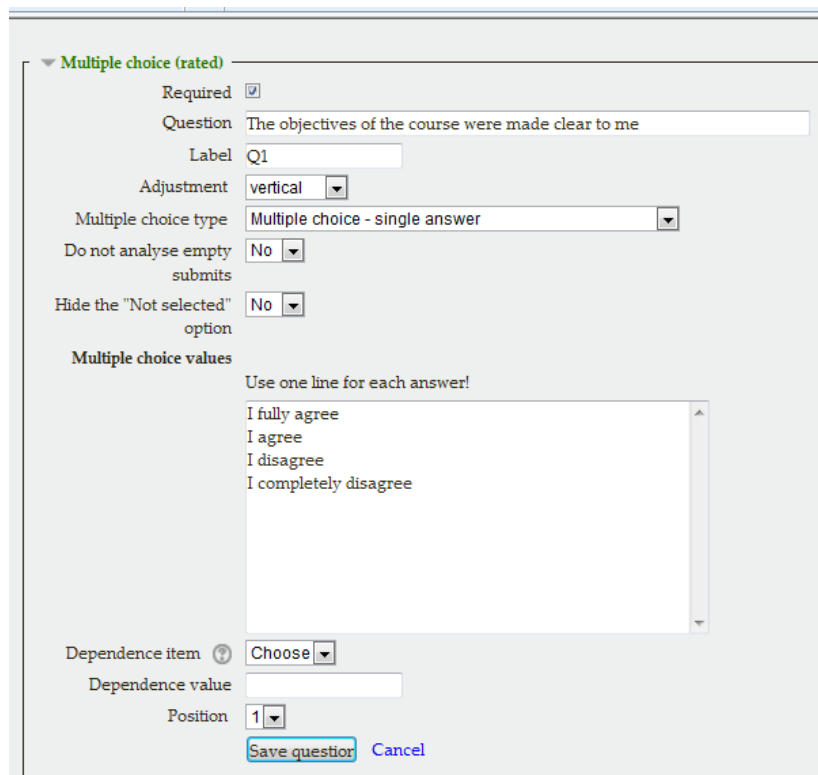 Multiple choice (rated)
Required
Question The objectives of the course were made clear to me
Label Q1
Adjustment vertical
Multiple choice type Multiple choice - single answer
Do not analyse empty submits No
Hide the "Not selected" option No
Multiple choice values
Use one line for each answer!
I fully agree
I agree
I disagree
I completely disagree
Dependence item Choose
Dependence value
Position 1
Save question Cancel